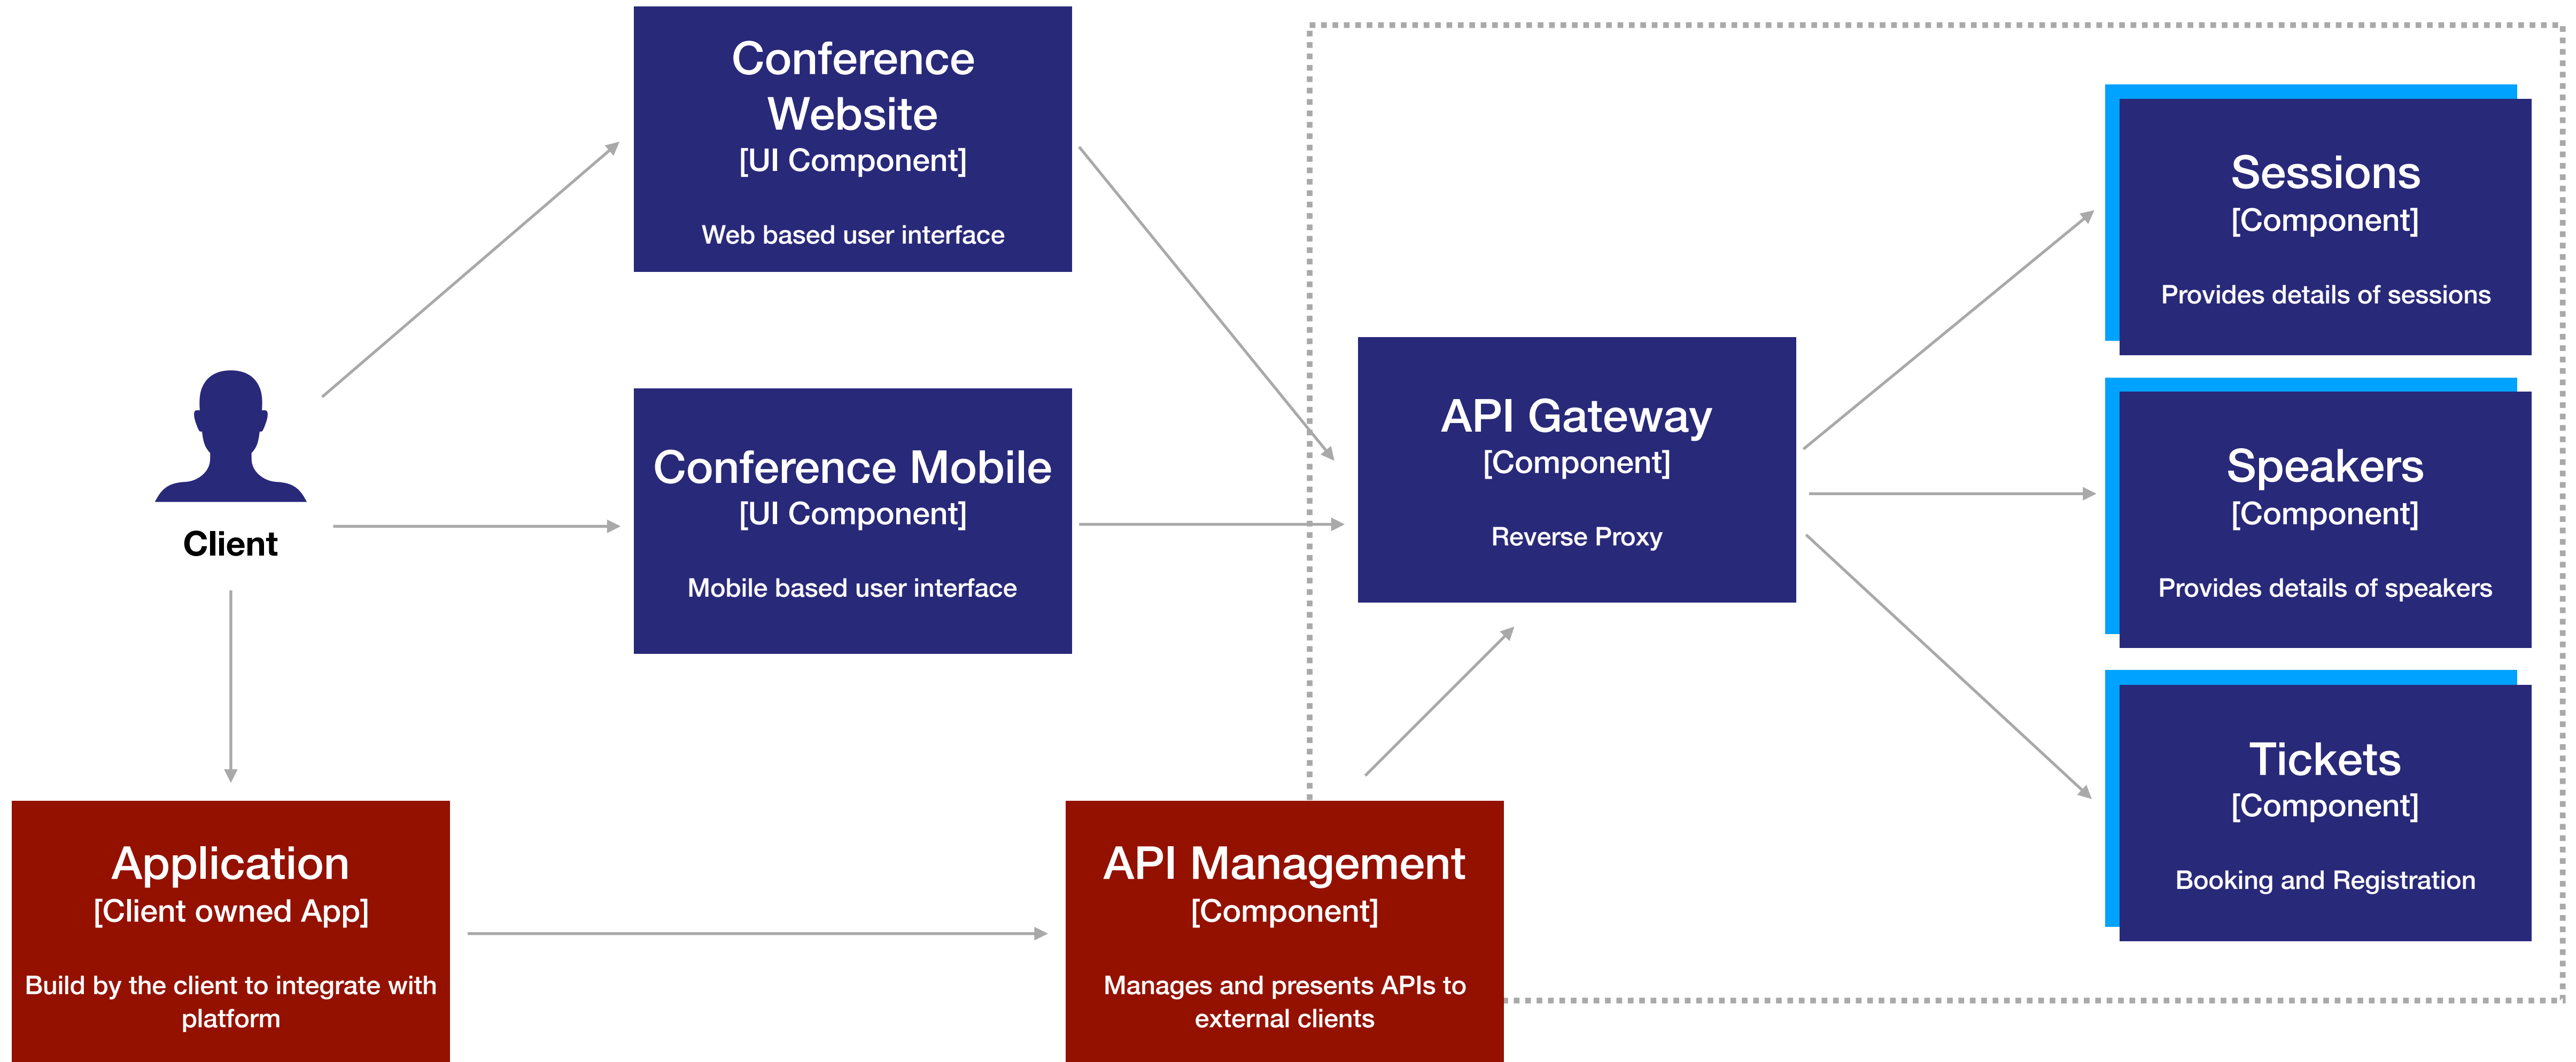 Conference
Website
[UI Component]
Web based user interface
Conference Mobile
[UI Component]
Mobile based user interface
Client
Application
[Client owned App]
Build by the client to integrate with
platform
API Management
[Component]
Manages and presents APIs to
external clients
API Gateway
[Component]
Reverse Proxy
Sessions
[Component]
Provides details of sessions
Speakers
[Component]
Provides details of speakers
Tickets
[Component]
Booking and Registration